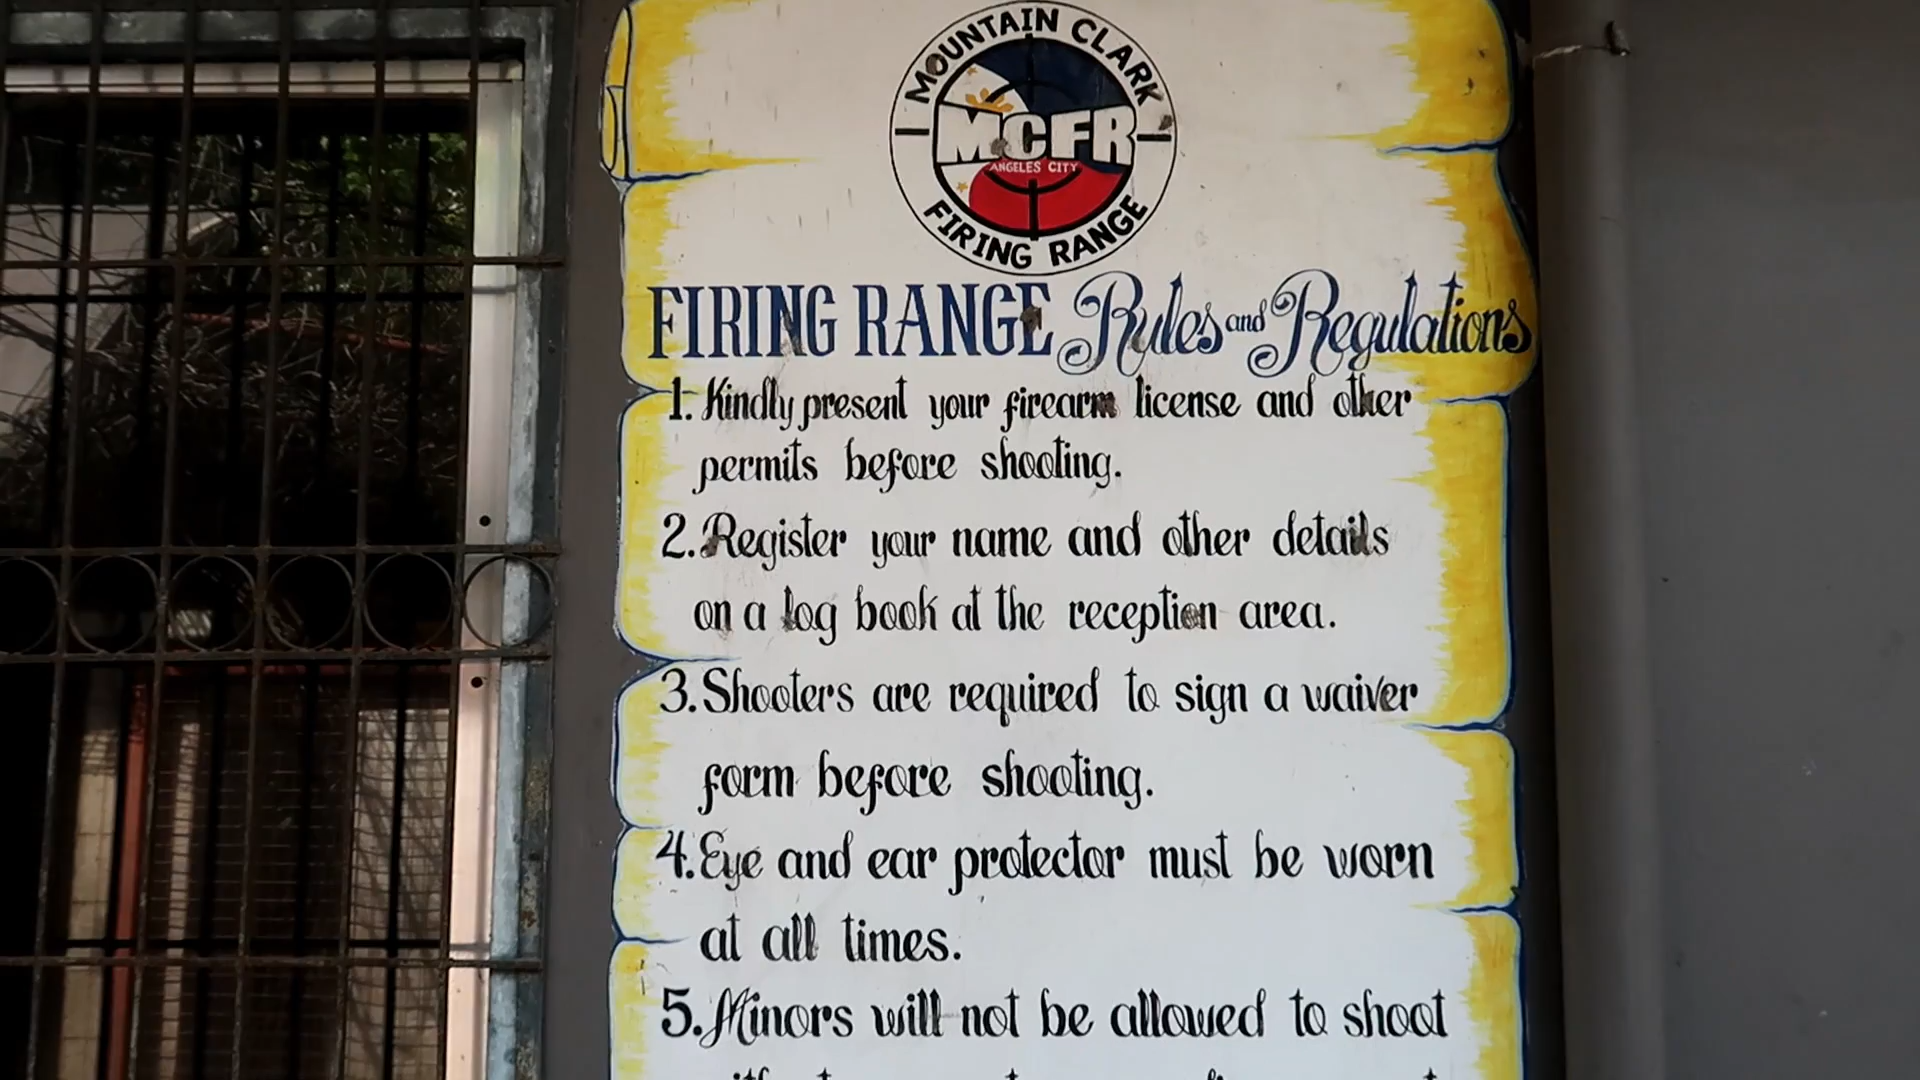 MOUNTAIN CLARK
MCFR
ANGELES CITY
FIRING RANGE
FIRING RANGE Rules and Regulations
1. Kindly present your firearm license and other
permits before shooting.
2. Register your name and other details
on a log book at the reception area.
3. Shooters are required to sign a waiver
form before shooting.
4. Eye and ear protector must be worn
at all times.
5. Minors will not be allowed to shoot